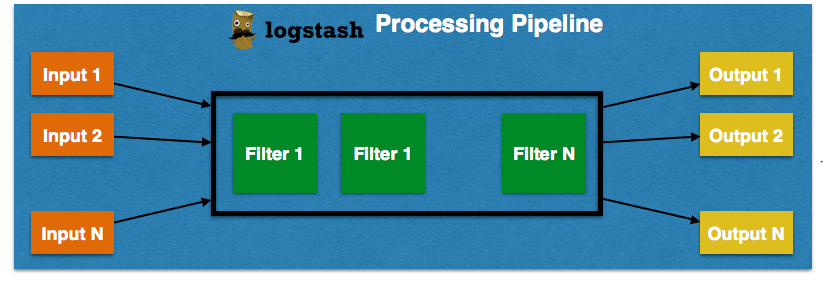 logstash Processing Pipeline
Input 1
Output 1
Input 2
Output 2
Filter 1
Filter 1
Filter N
Input N
Output N